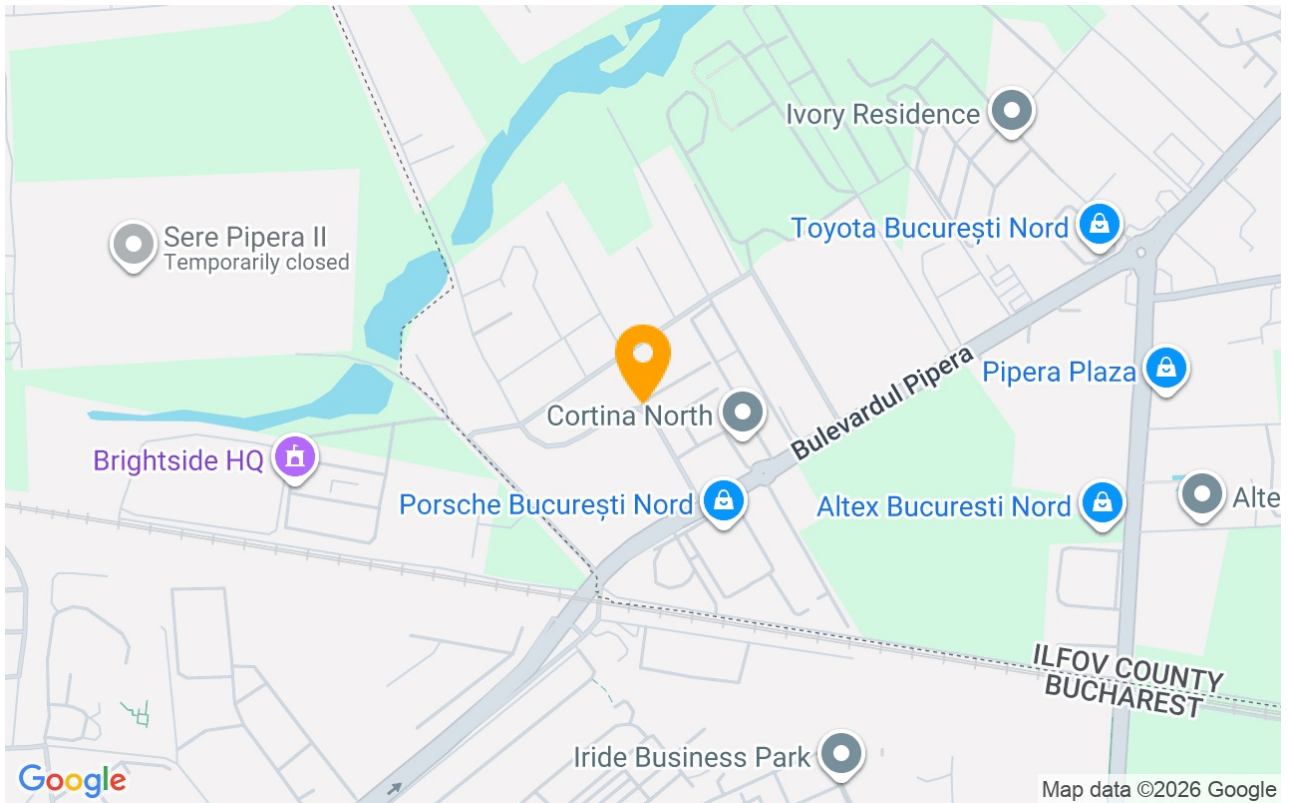 Ivory Residence
Toyota București Nord
Sere Pipera II
Temporarily closed
Bulevardul Pipera
Pipera Plaza
Cortina North
Brightside HQ
Porsche București Nord
Altex Bucuresti Nord
Alte
ILFOV COUNTY
BUCHAREST
Iride Business Park
Google
Map data ©2026 Google